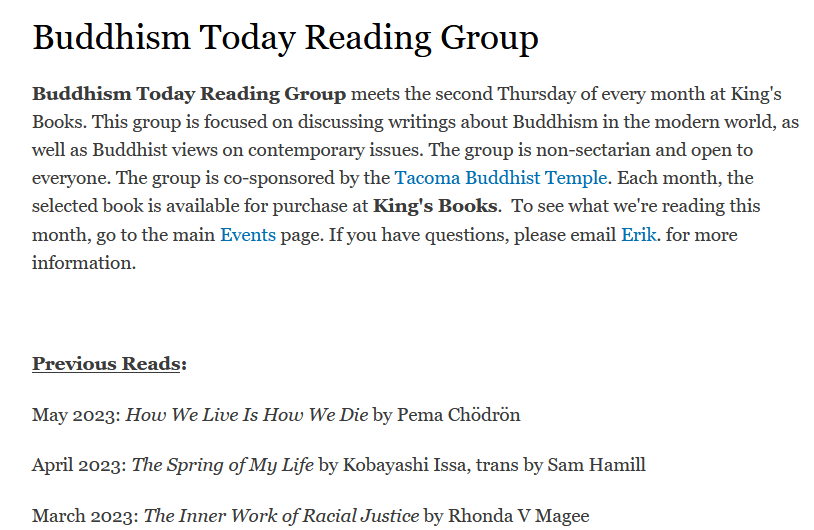 Buddhism Today Reading Group
Buddhism Today Reading Group meets the second Thursday of every month at King's
Books. This group is focused on discussing writings about Buddhism in the modern world, as
well as Buddhist views on contemporary issues. The group is non-sectarian and open to
everyone. The group is co-sponsored by the Tacoma Buddhist Temple. Each month, the
selected book is available for purchase at King's Books.  To see what we're reading this
month, go to the main Events page. If you have questions, please email Erik. for more
information.
Previous Reads:
May 2023: How We Live Is How We Die by Pema Chödrön
April 2023: The Spring of My Life by Kobayashi Issa, trans by Sam Hamill
March 2023: The Inner Work of Racial Justice by Rhonda V Magee